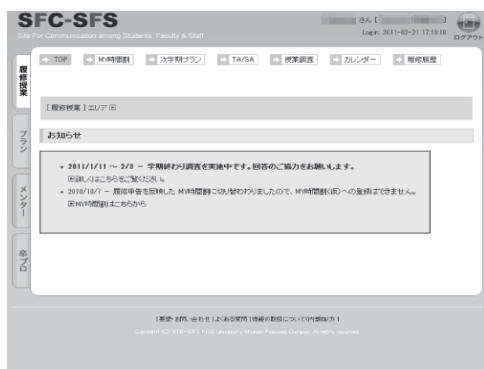 SFC-SFS
Site For Communication among Students, Faculty & Staff
さん [ ]
Login: 2011-02-21 17:15:18
ログアウト
TOP MY時間割 次学期プラン TA/SA 授業調査 カレンダー 履修履歴
履修授業
[ 履修授業 ] エリア
お知らせ
プラン
2011/1/11 ～ 2/3 - 学期終わり調査を実施中です。回答のご協力をお願いします。
詳しくはこちらをご覧ください。
2010/10/7 - 履修申告を反映した MY時間割に切り替わりましたので、MY時間割(仮)への登録はできません。
MY時間割はこちらから
メンター
卒プロ